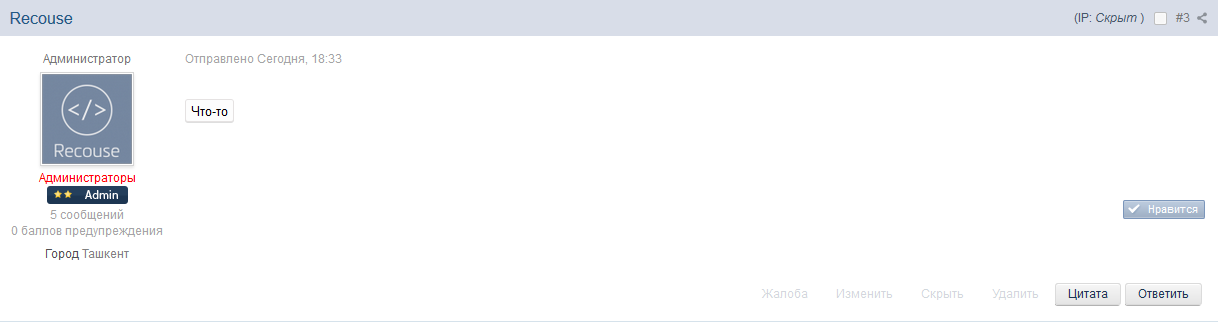 Recouse
(IP: Скрыт )
#3
Администратор
Отправлено Сегодня, 18:33
Что-то
</>
Recouse
Администраторы
Admin
5 сообщений
0 баллов предупреждения
Город Ташкент
Нравится
Жалоба
Изменить
Скрыть
Удалить
Цитата
Ответить